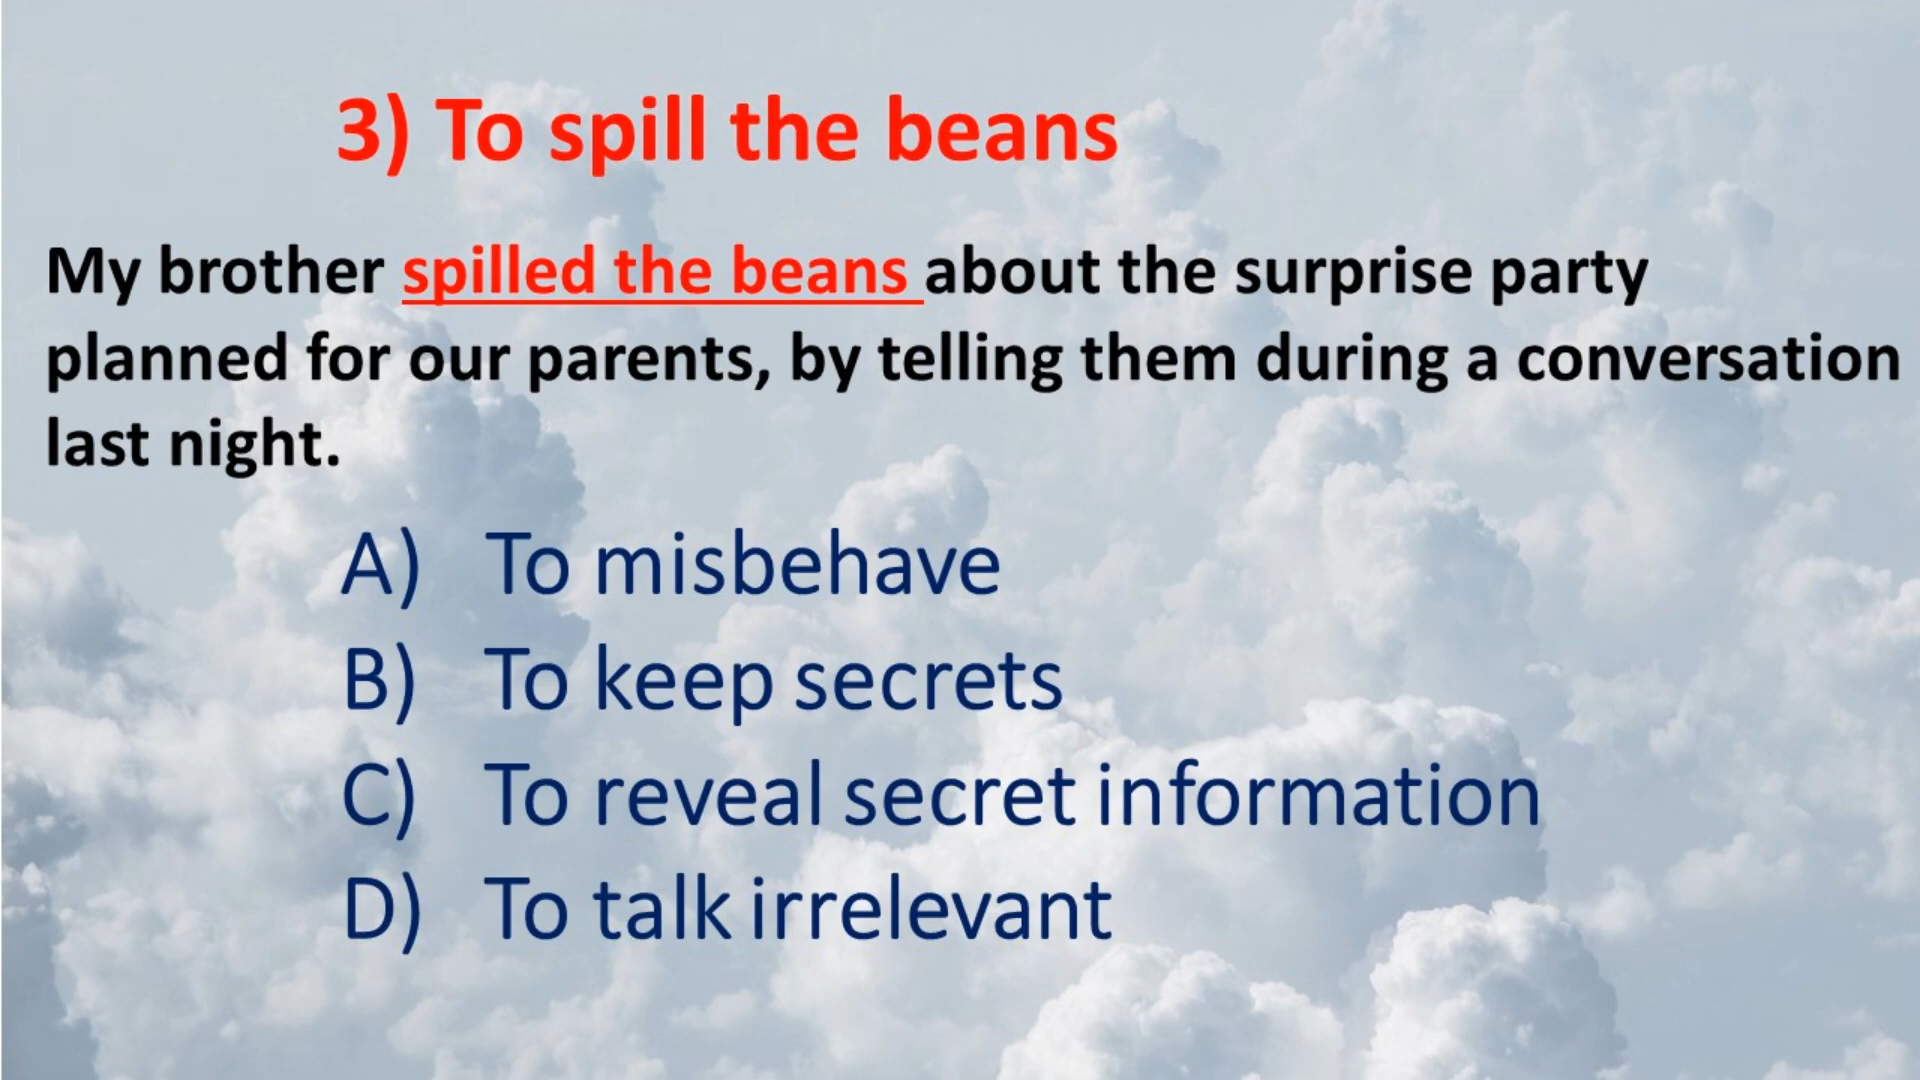 3) To spill the beans
My brother spilled the beans about the surprise party
planned for our parents, by telling them during a conversation
last night.
A) To misbehave
B) To keep secrets
C) To reveal secret information
D) To talk irrelevant